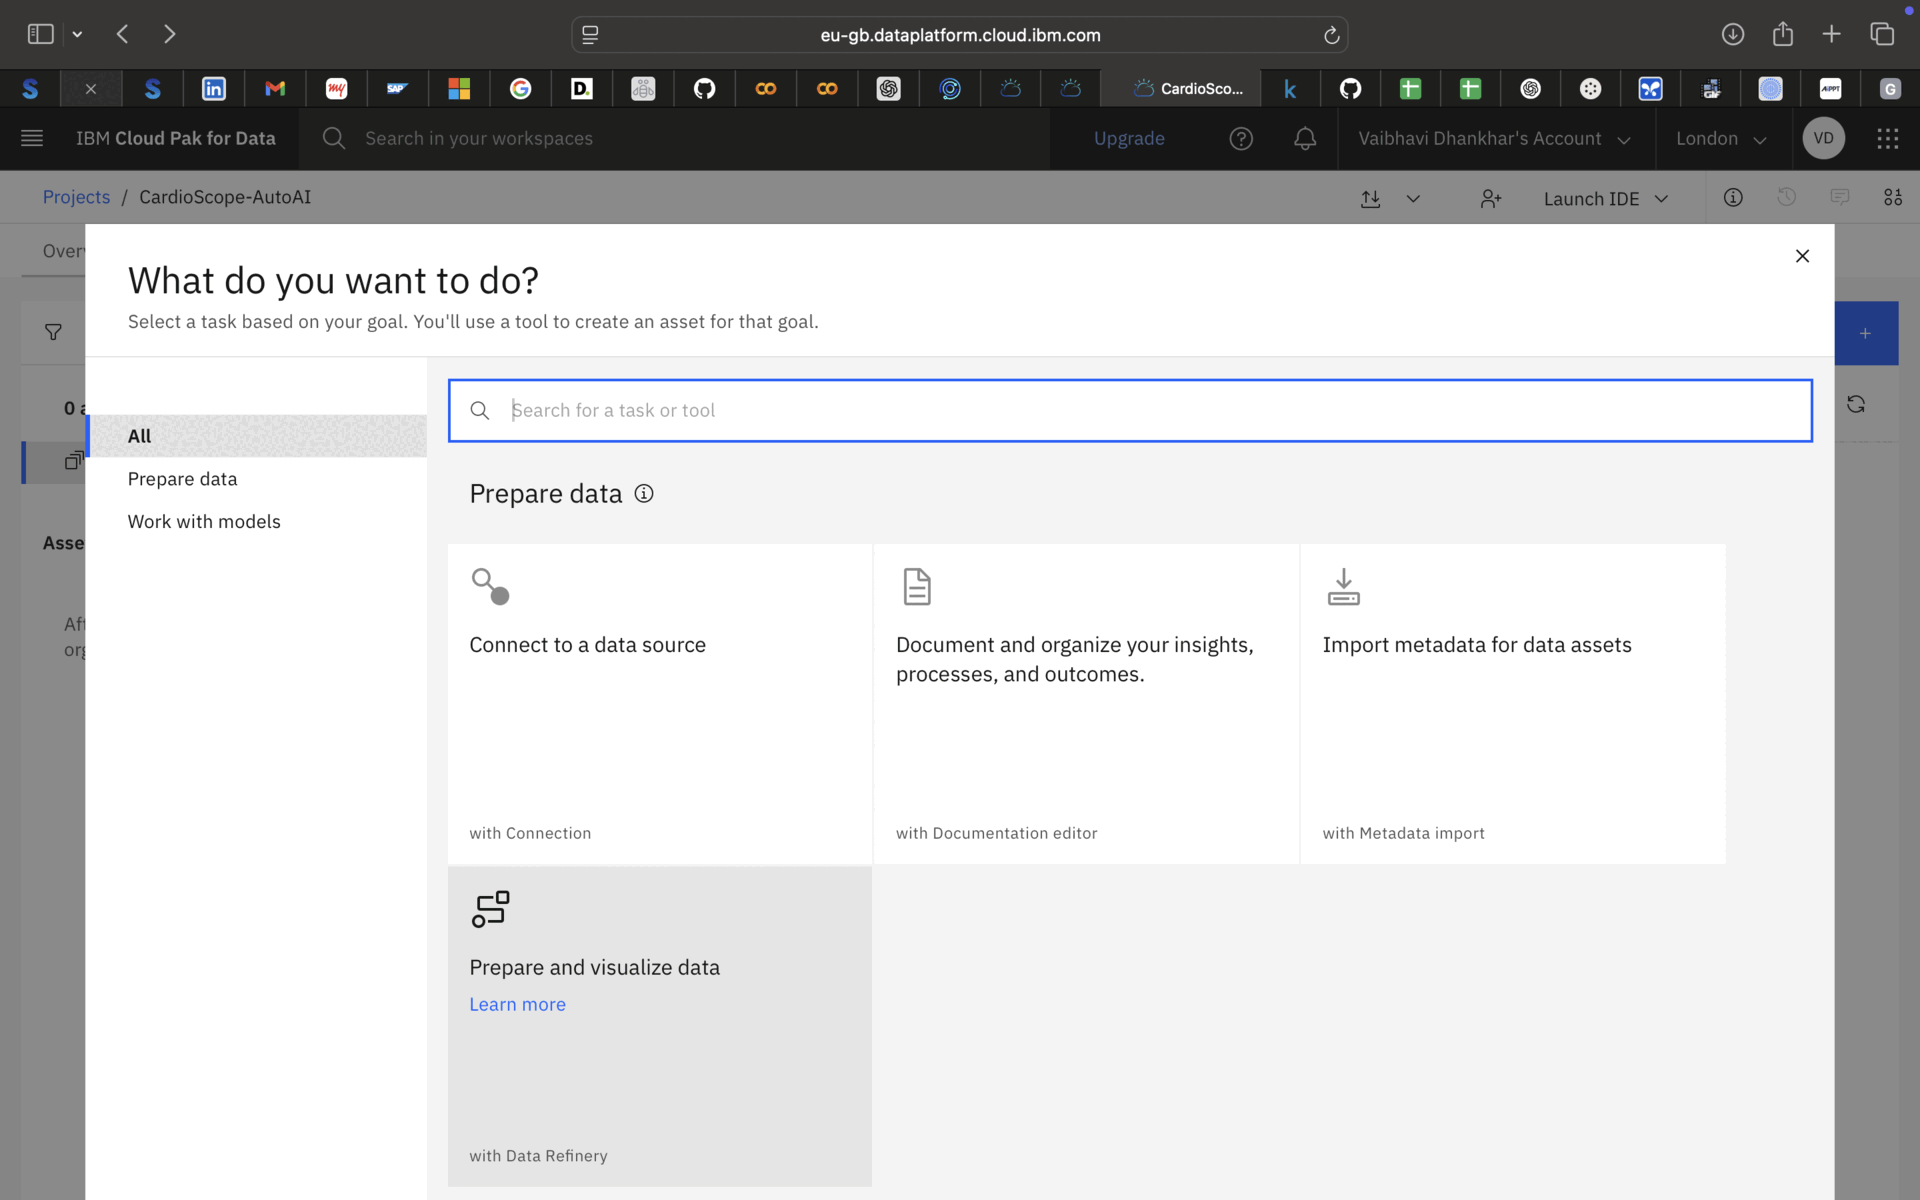 eu-gb.dataplatform.cloud.ibm.com
S
S
in
my
SAP
G
D.
CardioSco...
k
AiPPT
G
IBM Cloud Pak for Data
Search in your workspaces
Upgrade
Vaibhavi Dhankhar's Account
London
VD
Projects / CardioScope-AutoAI
Launch IDE
Over
What do you want to do?
Select a task based on your goal. You'll use a tool to create an asset for that goal.
Search for a task or tool
0 a
All
Prepare data
Work with models
Asse
Aft
org
Prepare data
Connect to a data source
with Connection
Document and organize your insights,
processes, and outcomes.
with Documentation editor
Import metadata for data assets
with Metadata import
Prepare and visualize data
Learn more
with Data Refinery